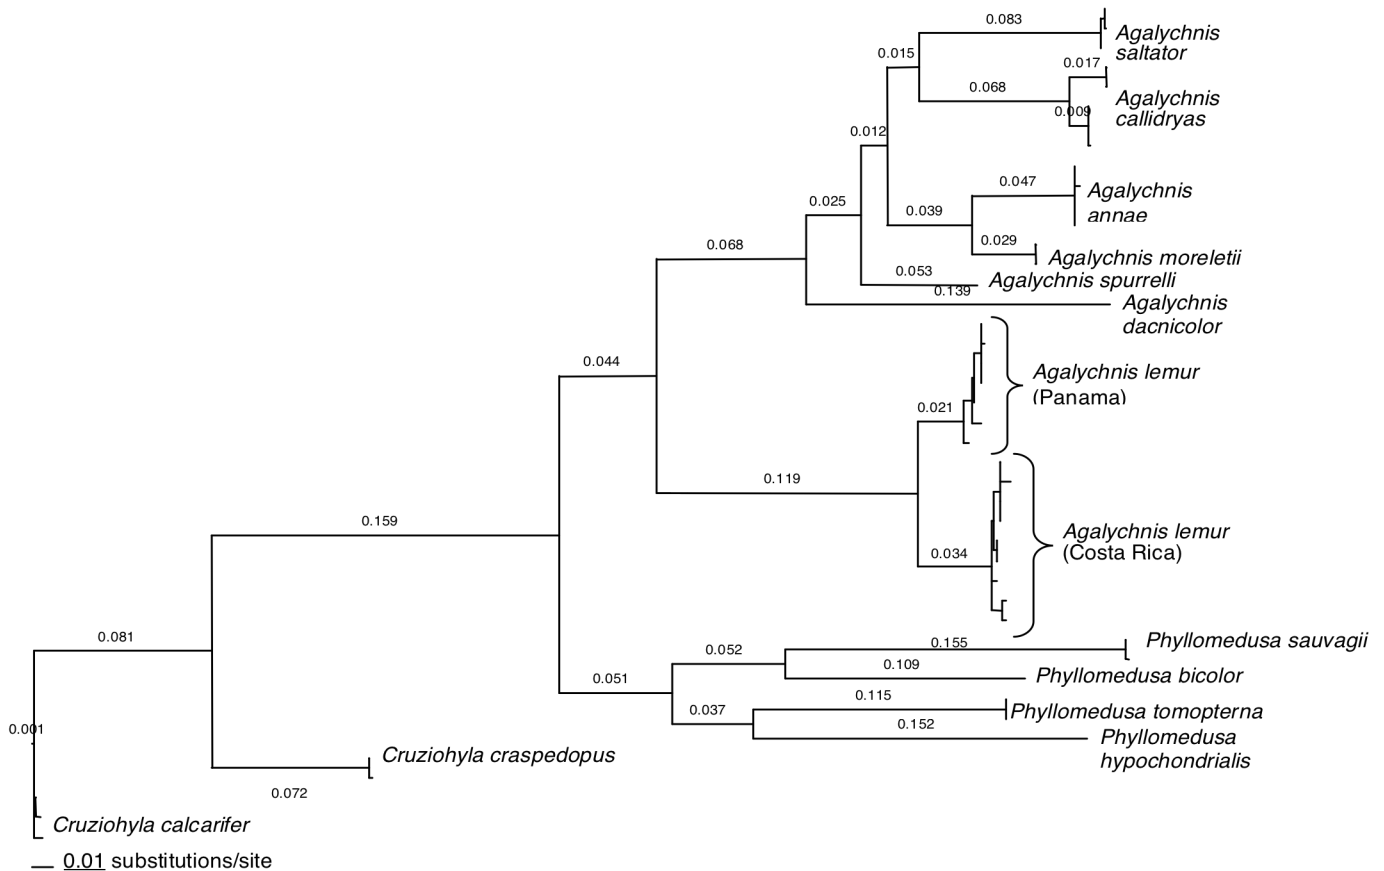 0.083
Agalychnis
saltator
0.015
0.017
0.068
Agalychnis
callidryas
0.009
0.012
0.047
Agalychnis
annae
0.025
0.039
0.029
Agalychnis moreletii
0.068
0.053
Agalychnis spurrelli
0.139
Agalychnis
dacnicolor
0.044
Agalychnis lemur
(Panama)
0.021
0.119
0.159
Agalychnis lemur
(Costa Rica)
0.034
0.081
0.155
Phyllomedusa sauvagii
0.052
0.109
Phyllomedusa bicolor
0.051
0.115
0.037
Phyllomedusa tomopterna
0.152
Phyllomedusa
hypochondrialis
0.001
Cruziohyla craspedopus
0.072
Cruziohyla calcarifer
0.01 substitutions/site